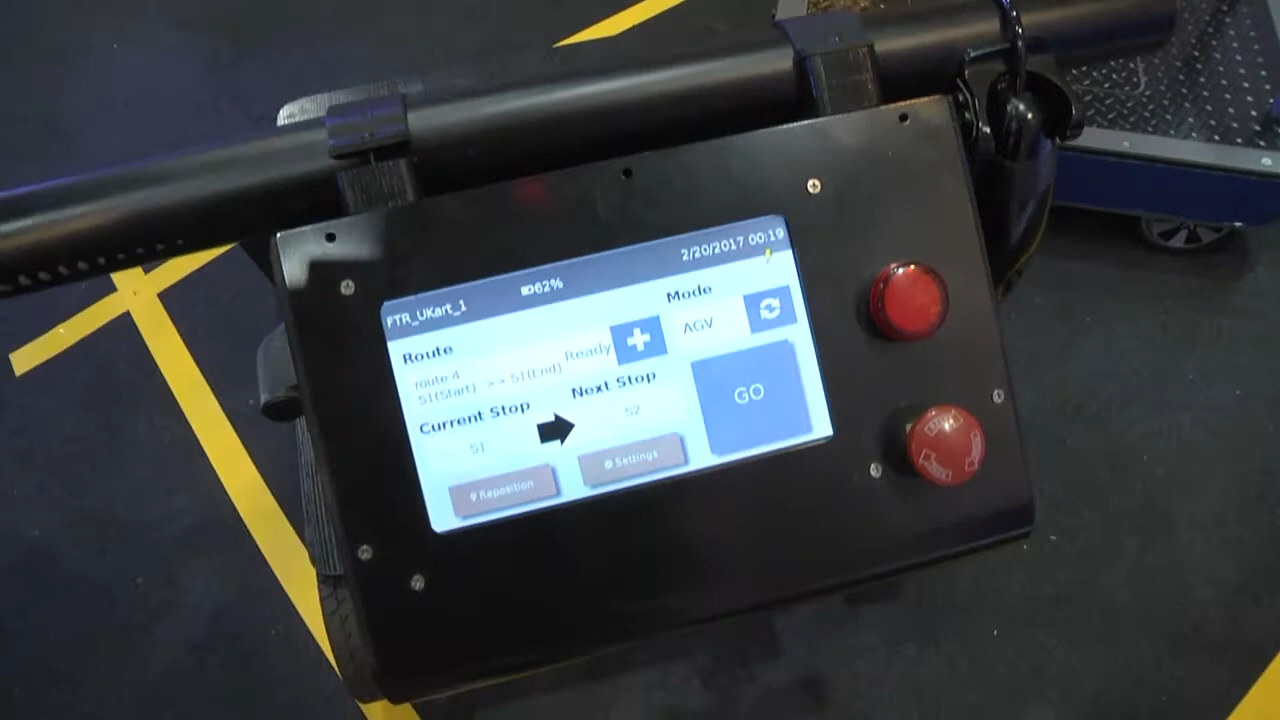 FTR_UKart_1 62% 2/20/2017 00:19
Route
route 4
S1(Start) ->> S1(End)
Ready
Mode
AGV
Current Stop
S1
Next Stop
S2
GO
Reposition
Settings